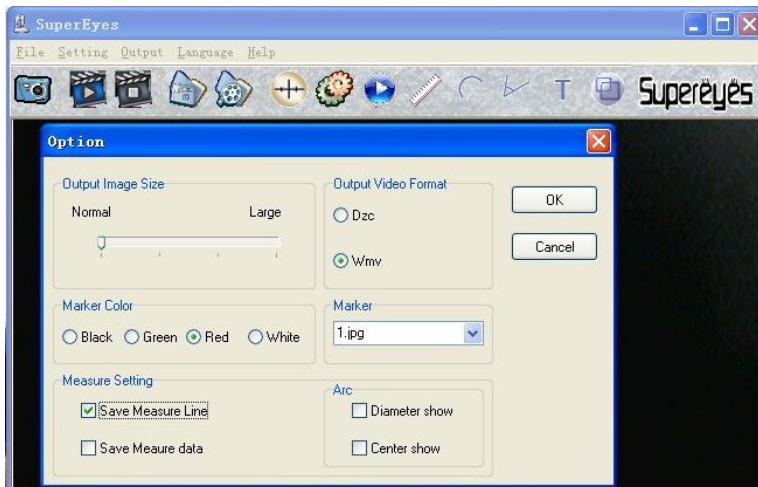 SuperEyes
File Setting Output Language Help
T Supereyes
Option
Output Image Size
Normal Large
Output Video Format
Dzc
Wmv
OK
Cancel
Marker Color
Black Green Red White
Marker
1.jpg
Measure Setting
Save Measure Line
Save Meaure data
Arc
Diameter show
Center show